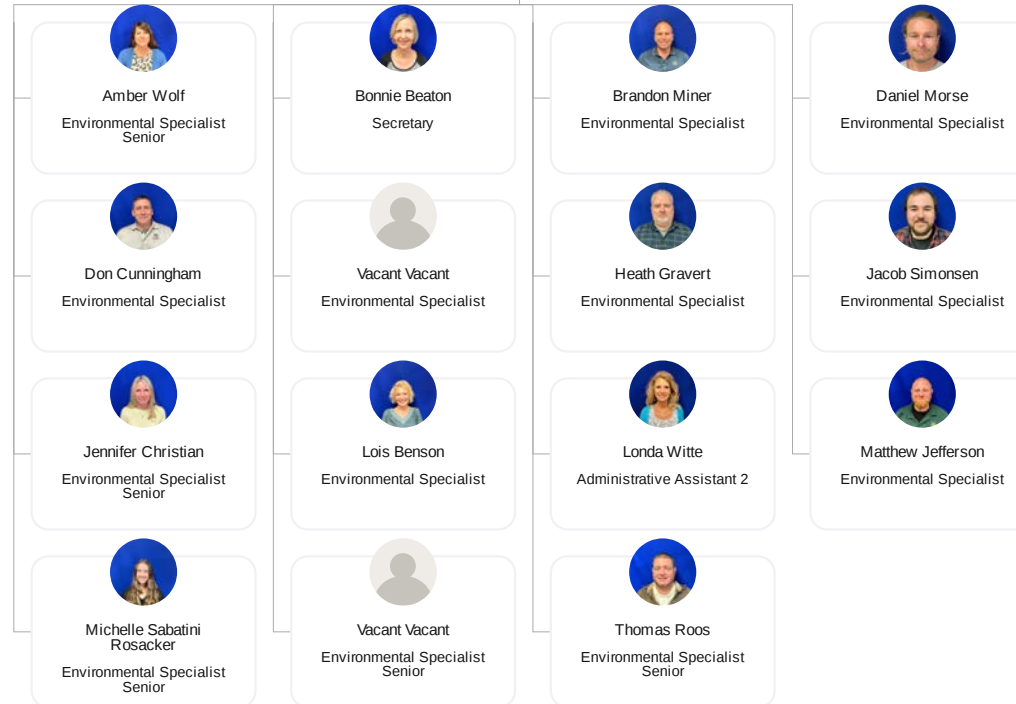 Amber Wolf
Environmental Specialist
Senior
Bonnie Beaton
Secretary
Brandon Miner
Environmental Specialist
Daniel Morse
Environmental Specialist
Don Cunningham
Environmental Specialist
Vacant Vacant
Environmental Specialist
Heath Gravert
Environmental Specialist
Jacob Simonsen
Environmental Specialist
Jennifer Christian
Environmental Specialist
Senior
Lois Benson
Environmental Specialist
Londa Witte
Administrative Assistant 2
Matthew Jefferson
Environmental Specialist
Michelle Sabatini
Rosacker
Environmental Specialist
Senior
Vacant Vacant
Environmental Specialist
Senior
Thomas Roos
Environmental Specialist
Senior